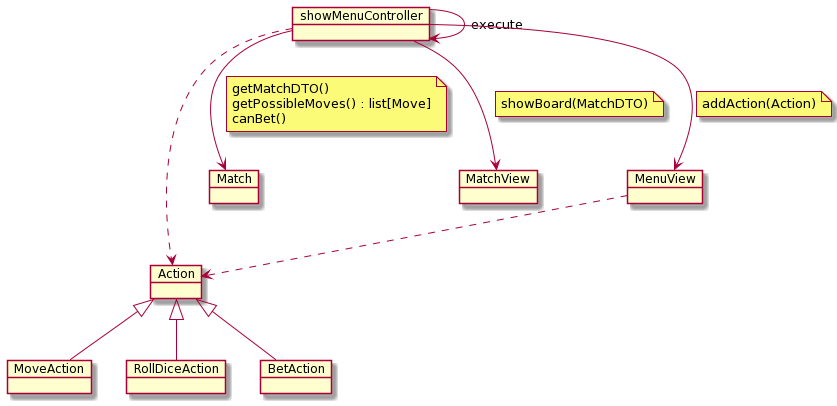 showMenuController
execute
getMatchDTO()
getPossibleMoves() : list[Move]
canBet()
showBoard(MatchDTO)
addAction(Action)
Match
MatchView
MenuView
Action
MoveAction
RollDiceAction
BetAction